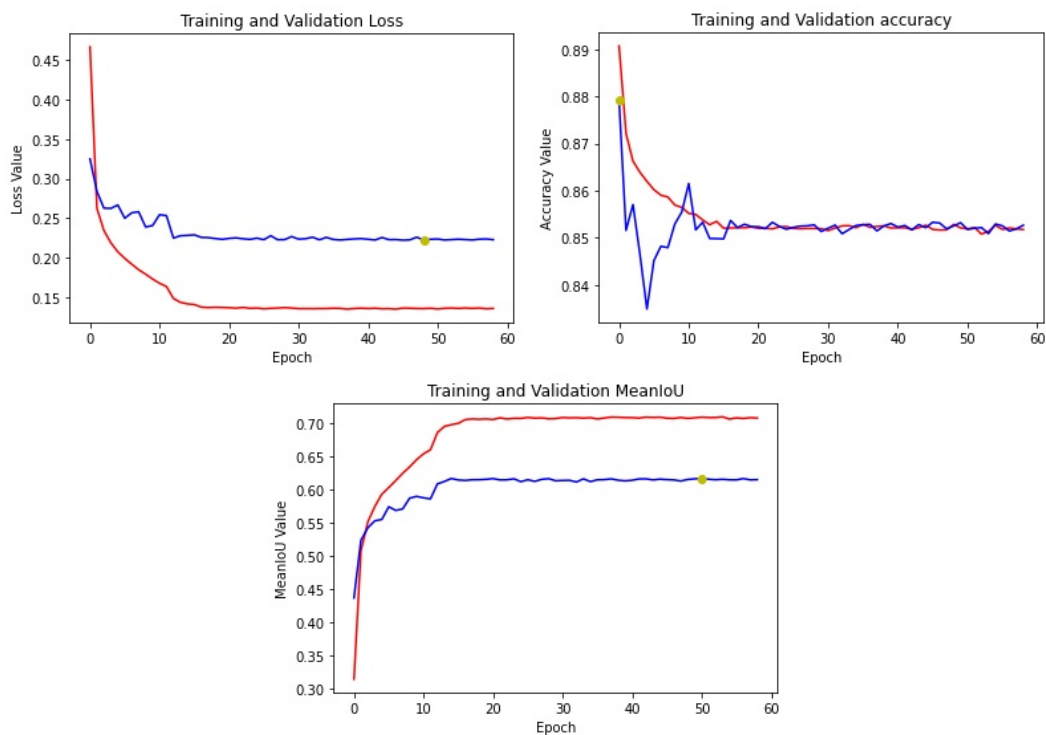 Training and Validation Loss
0.45
0.40
0.35
0.30
0.25
0.20
0.15
Loss Value
0 10 20 30 40 50 60
Epoch
Training and Validation accuracy
0.89
0.88
0.87
0.86
0.85
0.84
Accuracy Value
0 10 20 30 40 50 60
Epoch
Training and Validation MeanIoU
0.70
0.65
0.60
0.55
0.50
0.45
0.40
0.35
0.30
MeanIoU Value
0 10 20 30 40 50 60
Epoch